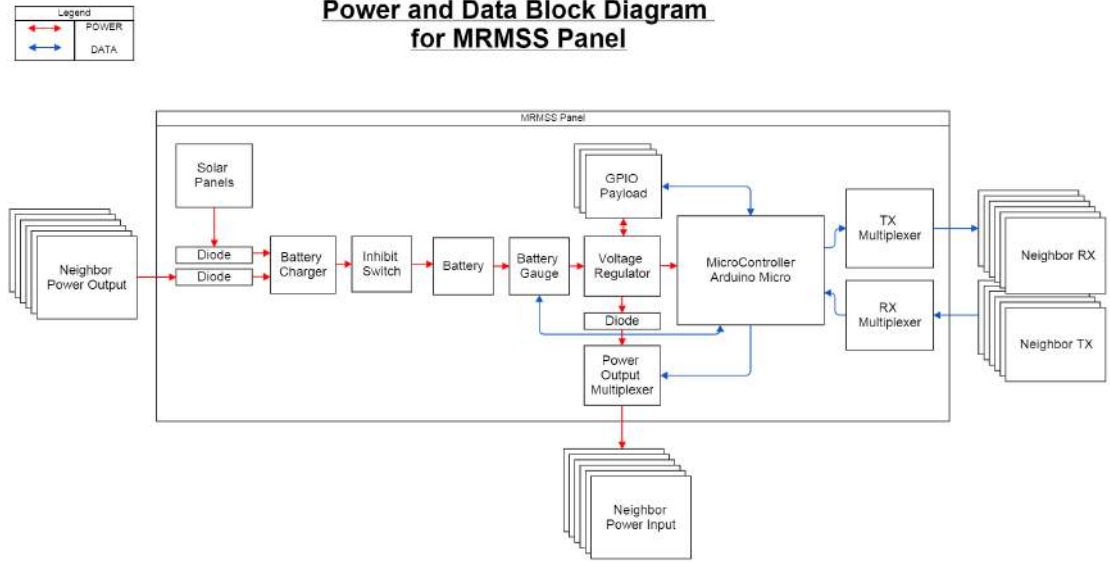 Power and Data Block Diagram
for MRMSS Panel
Legend
POWER
DATA
MRMSS Panel
Solar
Panels
GPIO
Payload
TX
Multiplexer
Neighbor
Power Output
Diode
Diode
Battery
Charger
Inhibit
Switch
Battery
Battery
Gauge
Voltage
Regulator
MicroController
Arduino Micro
Neighbor RX
RX
Multiplexer
Neighbor TX
Diode
Power
Output
Multiplexer
Neighbor
Power Input